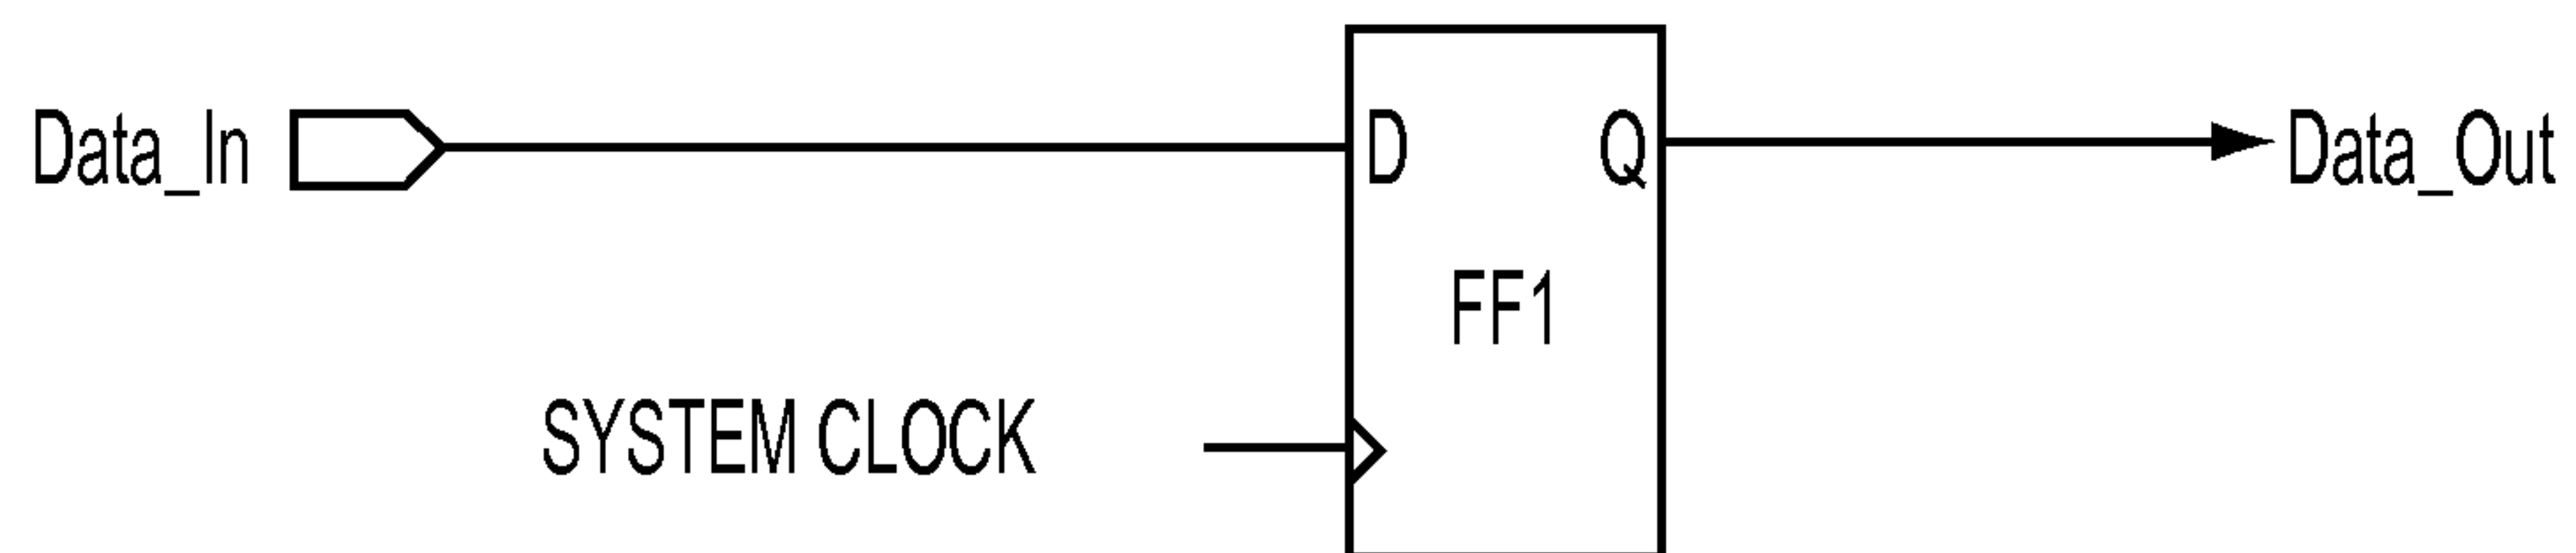 Data_In
D
Q
Data_Out
FF1
SYSTEM CLOCK